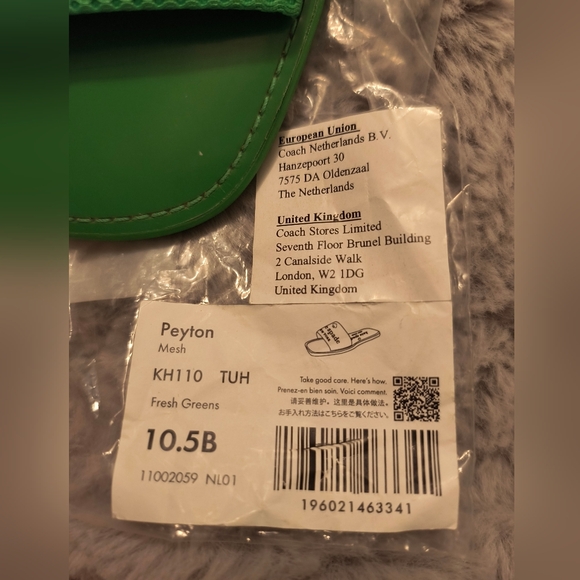 European Union
Coach Netherlands B.V.
Hanzepoort 30
7575 DA Oldenzaal
The Netherlands
United Kingdom
Coach Stores Limited
Seventh Floor Brunel Building
2 Canalside Walk
London, W2 1DG
United Kingdom
Peyton
Mesh
KH110 TUH
Fresh Greens
10.5B
11002059 NL01
Take good care. Here's how.
Prenez-en bien soin. Voici comment.
请妥善维护。这里是具体做法。
お手入れ方法はこちらをご覧ください。
196021463341